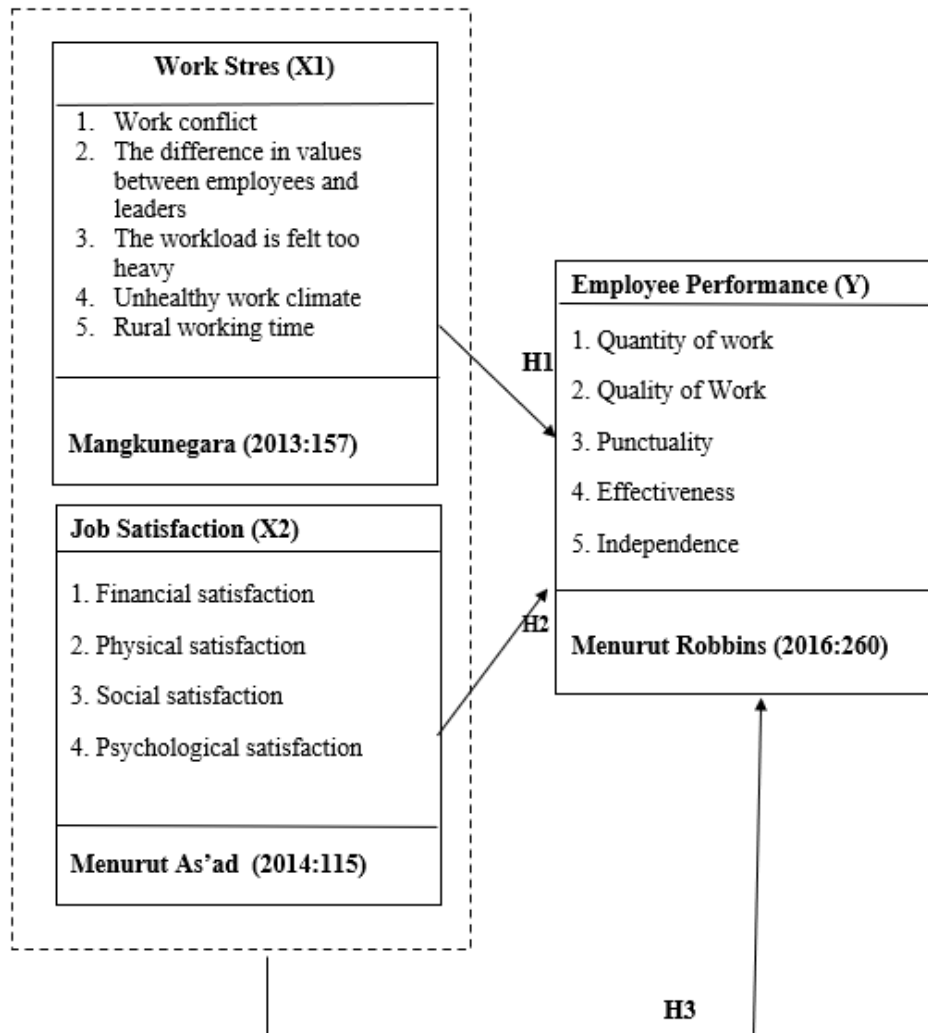 Work Stres (X1)
1. Work conflict
2. The difference in values
between employees and
leaders
3. The workload is felt too
heavy
4. Unhealthy work climate
5. Rural working time
Mangkunegara (2013:157)
Job Satisfaction (X2)
1. Financial satisfaction
2. Physical satisfaction
3. Social satisfaction
4. Psychological satisfaction
Menurut As’ad (2014:115)
H1
H2
Employee Performance (Y)
1. Quantity of work
2. Quality of Work
3. Punctuality
4. Effectiveness
5. Independence
Menurut Robbins (2016:260)
H3